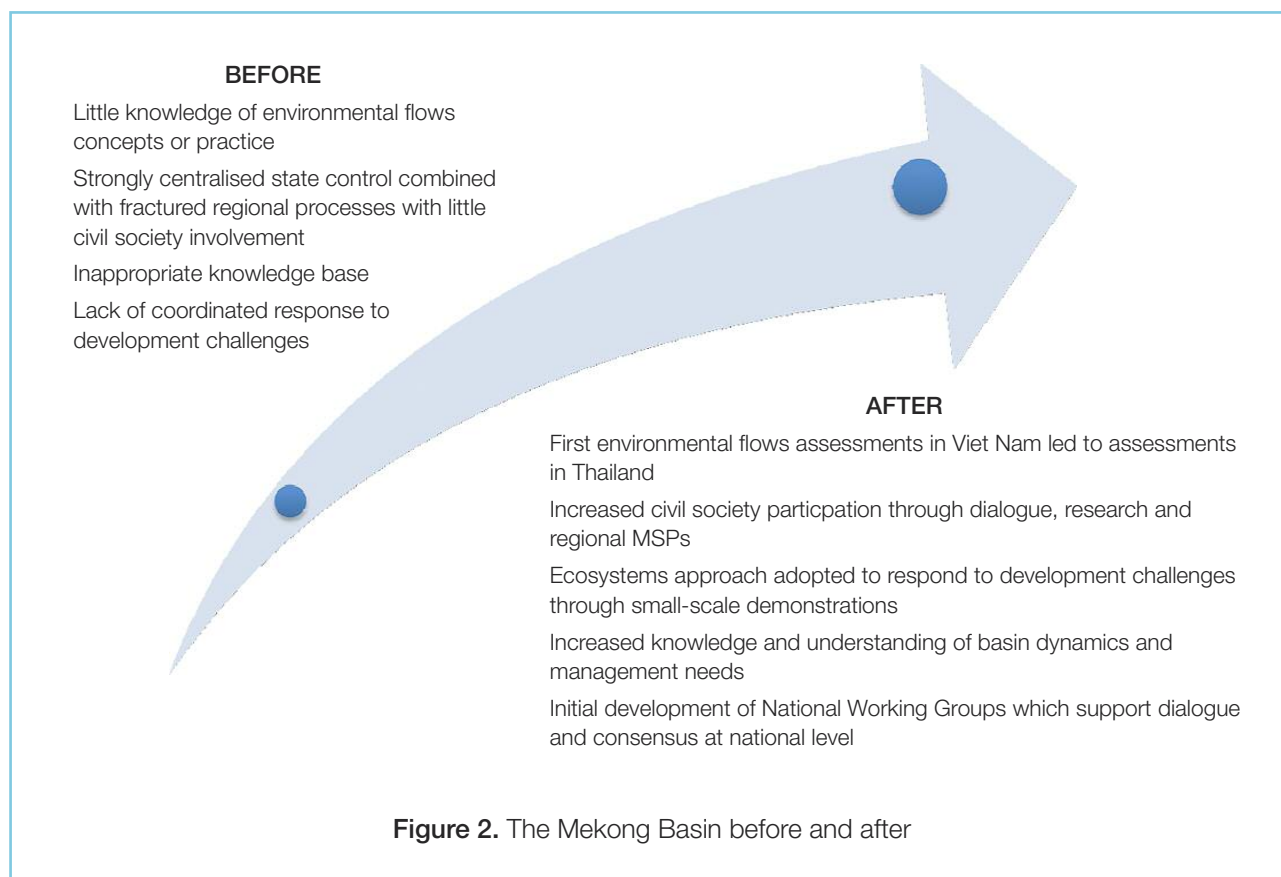 BEFORE
Little knowledge of environmental flows
concepts or practice
Strongly centralised state control combined
with fractured regional processes with little
civil society involvement
Inappropriate knowledge base
Lack of coordinated response to
development challenges
AFTER
First environmental flows assessments in Viet Nam led to assessments
in Thailand
Increased civil society particpation through dialogue, research and
regional MSPs
Ecosystems approach adopted to respond to development challenges
through small-scale demonstrations
Increased knowledge and understanding of basin dynamics and
management needs
Initial development of National Working Groups which support dialogue
and consensus at national level
Figure 2. The Mekong Basin before and after